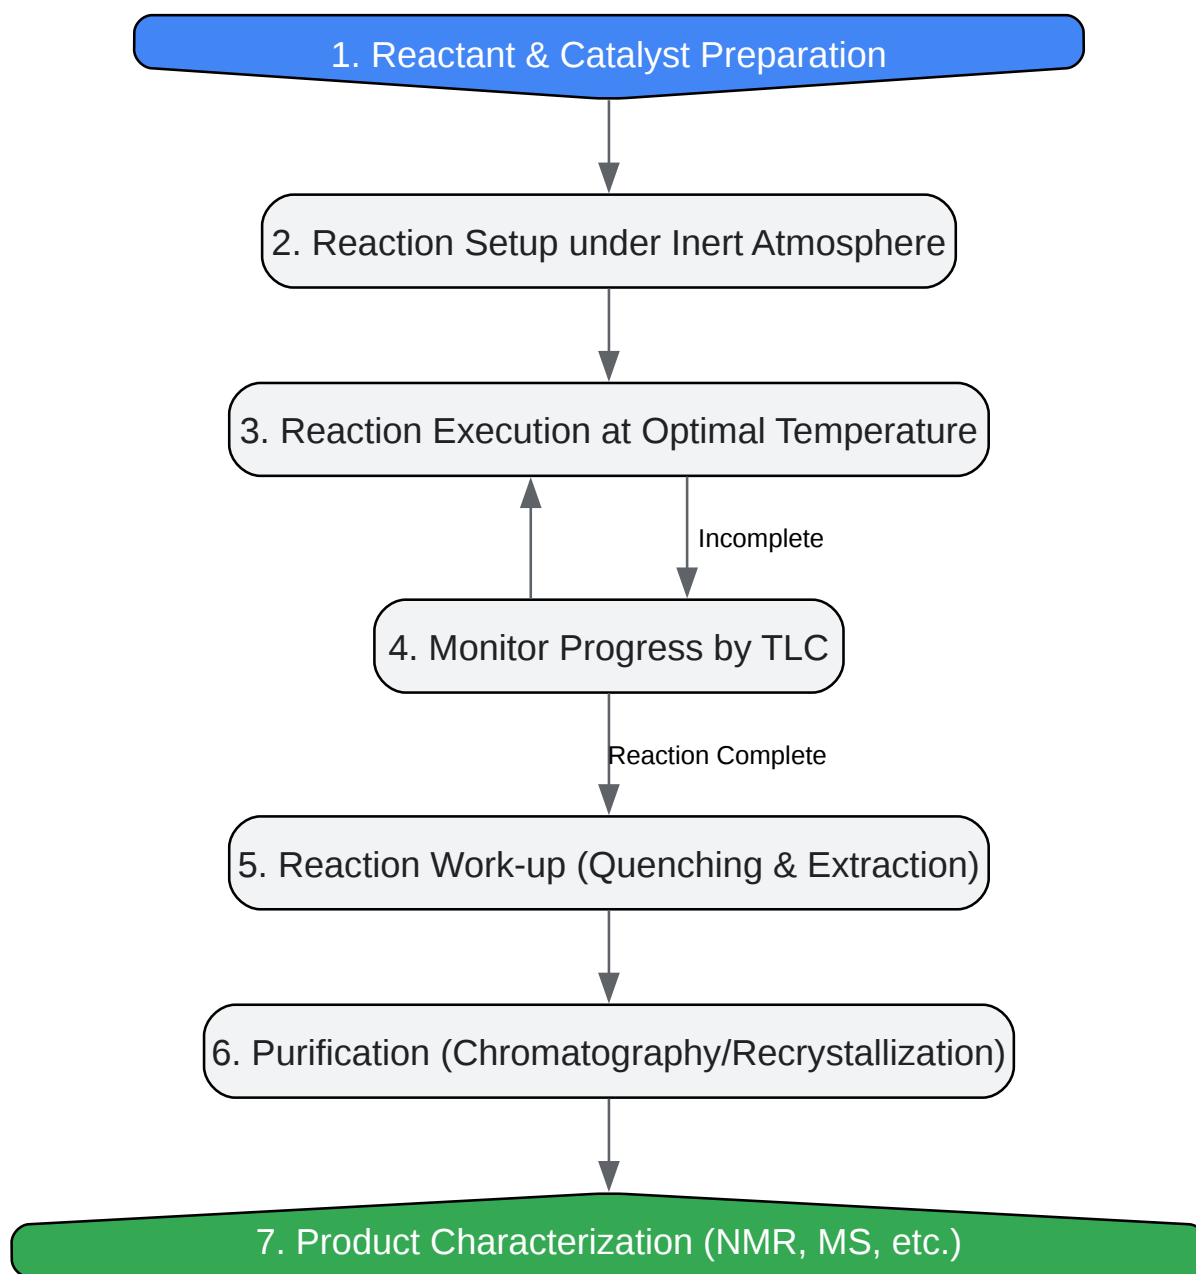 1. Reactant & Catalyst Preparation
2. Reaction Setup under Inert Atmosphere
3. Reaction Execution at Optimal Temperature
Incomplete
4. Monitor Progress by TLC
Reaction Complete
5. Reaction Work-up (Quenching & Extraction)
6. Purification (Chromatography/Recrystallization)
7. Product Characterization (NMR, MS, etc.)